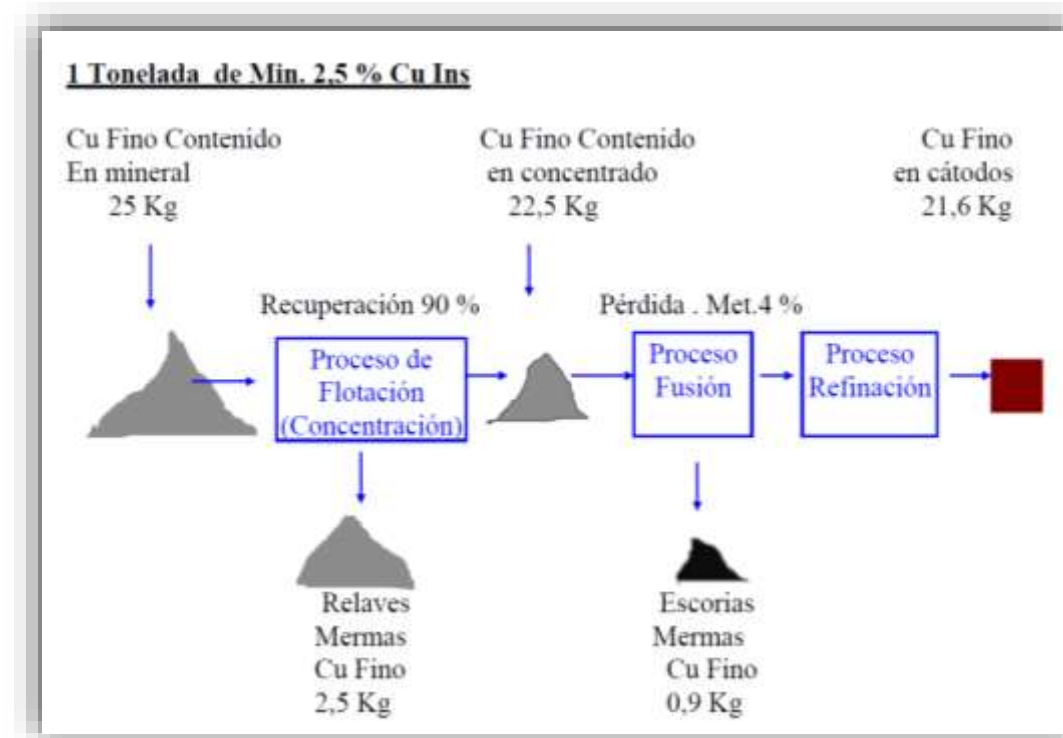 1 Tonelada de Min. 2,5 % Cu Ins
Cu Fino Contenido
En mineral
25 Kg
Cu Fino Contenido
en concentrado
22,5 Kg
Cu Fino
en cátodos
21,6 Kg
Recuperación 90 %
Pérdida . Met.4 %
Proceso de
Flotación
(Concentración)
Proceso
Fusión
Proceso
Refinación
Relaves
Mermas
Cu Fino
2,5 Kg
Escorias
Mermas
Cu Fino
0,9 Kg